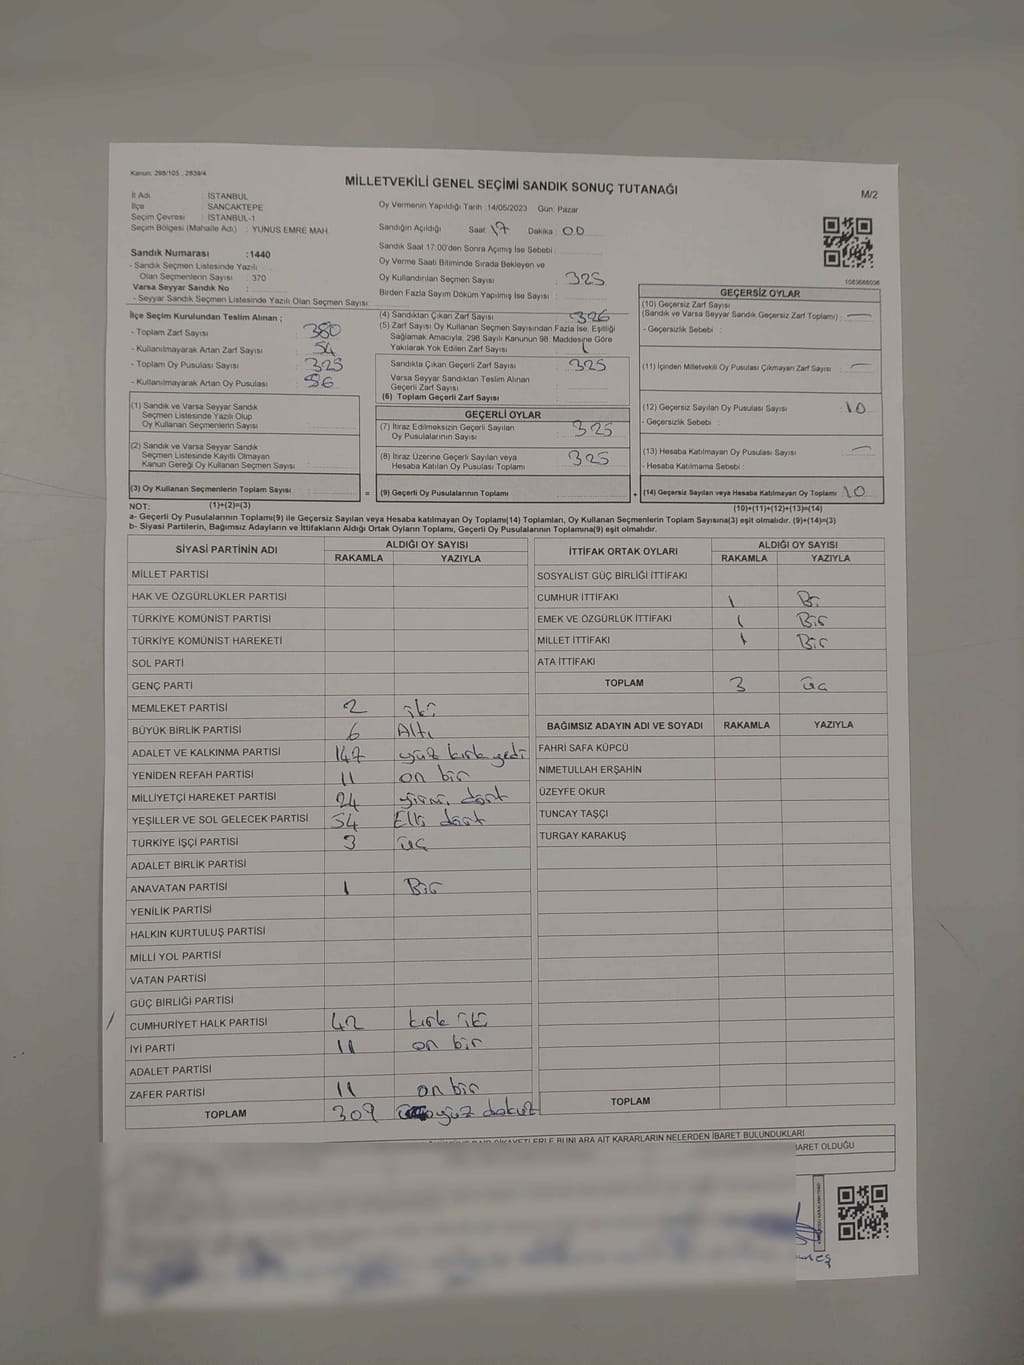 Kanun: 298/105 , 2839/4
MİLLETVEKİLİ GENEL SEÇİMİ SANDIK SONUÇ TUTANAĞI
M/2
İl Adı : İSTANBUL
İlçe : SANCAKTEPE
Seçim Çevresi : İSTANBUL-1
Seçim Bölgesi (Mahalle Adı) : YUNUS EMRE MAH.
Oy Vermenin Yapıldığı Tarih :14/05/2023 Gün: Pazar
Sandığın Açıldığı Saat: 17 Dakika : 00
Sandık Saat 17:00'den Sonra Açımış İse Sebebi :
Oy Verme Saati Bitiminde Sırada Bekleyen ve
Oy Kullandırılan Seçmen Sayısı : 325
Birden Fazla Sayım Döküm Yapılmış İse Sayısı :
Sandık Numarası :1440
- Sandık Seçmen Listesinde Yazılı
Olan Seçmenlerin Sayısı : 370
Varsa Seyyar Sandık No :
- Seyyar Sandık Seçmen Listesinde Yazılı Olan Seçmen Sayısı:
İlçe Seçim Kurulundan Teslim Alınan ;
- Toplam Zarf Sayısı : 380
- Kullanılmayarak Artan Zarf Sayısı : 54
- Toplam Oy Pusulası Sayısı : 325
- Kullanılmayarak Artan Oy Pusulası : 56
(1) Sandık ve Varsa Seyyar Sandık
Seçmen Listesinde Yazılı Olup
Oy Kullanan Seçmenlerin Sayısı :
(2) Sandık ve Varsa Seyyar Sandık
Seçmen Listesinde Kayıtlı Olmayan
Kanun Gereği Oy Kullanan Seçmen Sayısı :
(3) Oy Kullanan Seçmenlerin Toplam Sayısı :
(1)+(2)=(3)
(4) Sandıktan Çıkan Zarf Sayısı : 326
(5) Zarf Sayısı Oy Kullanan Seçmen Sayısından Fazla İse, Eşitliği
Sağlamak Amacıyla, 298 Sayılı Kanunun 98. Maddesine Göre
Yakılarak Yok Edilen Zarf Sayısı : 1
Sandıkta Çıkan Geçerli Zarf Sayısı : 325
Varsa Seyyar Sandıktan Teslim Alınan
Geçerli Zarf Sayısı :
(6) Toplam Geçerli Zarf Sayısı :
GEÇERLİ OYLAR
(7) İtiraz Edilmeksizin Geçerli Sayılan
Oy Pusulalarının Sayısı : 325
(8) İtiraz Üzerine Geçerli Sayılan veya
Hesaba Katılan Oy Pusulası Toplamı : 325
= (9) Geçerli Oy Pusulalarının Toplamı :
1083666036
GEÇERSİZ OYLAR
(10) Geçersiz Zarf Sayısı
(Sandık ve Varsa Seyyar Sandık Geçersiz Zarf Toplamı) : —
- Geçersizlik Sebebi :
(11) İçinden Milletvekili Oy Pusulası Çıkmayan Zarf Sayısı : —
(12) Geçersiz Sayılan Oy Pusulası Sayısı : 10
- Geçersizlik Sebebi :
(13) Hesaba Katılmayan Oy Pusulası Sayısı : —
- Hesaba Katılmama Sebebi :
+ (14) Geçersiz Sayılan veya Hesaba Katılmayan Oy Toplamı : 10
(10)+(11)+(12)+(13)=(14)
NOT:
a- Geçerli Oy Pusulalarının Toplamı(9) ile Geçersiz Sayılan veya Hesaba katılmayan Oy Toplamı(14) Toplamları, Oy Kullanan Seçmenlerin Toplam Sayısına(3) eşit olmalıdır. (9)+(14)=(3)
b- Siyasi Partilerin, Bağımsız Adayların ve İttifakların Aldığı Ortak Oyların Toplamı, Geçerli Oy Pusulalarının Toplamına(9) eşit olmalıdır.
SİYASİ PARTİNİN ADI ALDIĞI OY SAYISI
RAKAMLA YAZIYLA
MİLLET PARTİSİ
HAK VE ÖZGÜRLÜKLER PARTİSİ
TÜRKİYE KOMÜNİST PARTİSİ
TÜRKİYE KOMÜNİST HAREKETİ
SOL PARTİ
GENÇ PARTİ
MEMLEKET PARTİSİ 2 iki
BÜYÜK BİRLİK PARTİSİ 6 Altı
ADALET VE KALKINMA PARTİSİ 147 yüz kırk yedi
YENİDEN REFAH PARTİSİ 11 on bir
MİLLİYETÇİ HAREKET PARTİSİ 24 yirmi dört
YEŞİLLER VE SOL GELECEK PARTİSİ 54 Elli dört
TÜRKİYE İŞÇİ PARTİSİ 3 üç
ADALET BİRLİK PARTİSİ
ANAVATAN PARTİSİ 1 Bir
YENİLİK PARTİSİ
HALKIN KURTULUŞ PARTİSİ
MİLLİ YOL PARTİSİ
VATAN PARTİSİ
GÜÇ BİRLİĞİ PARTİSİ
CUMHURİYET HALK PARTİSİ 42 kırk iki
İYİ PARTİ 11 on bir
ADALET PARTİSİ
ZAFER PARTİSİ 11 on bir
TOPLAM 309 yüz dokuz
İTTİFAK ORTAK OYLARI ALDIĞI OY SAYISI
RAKAMLA YAZIYLA
SOSYALİST GÜÇ BİRLİĞİ İTTİFAKI
CUMHUR İTTİFAKI 1 Bir
EMEK VE ÖZGÜRLÜK İTTİFAKI 1 Bir
MİLLET İTTİFAKI 1 Bir
ATA İTTİFAKI
TOPLAM 3 üç
BAĞIMSIZ ADAYIN ADI VE SOYADI RAKAMLA YAZIYLA
FAHRİ SAFA KÜPCÜ
NİMETULLAH ERŞAHİN
ÜZEYFE OKUR
TUNCAY TAŞÇI
TURGAY KARAKUŞ
TOPLAM
BUNLARA AİT KARARLARIN NELERDEN İBARET BULUNDUKLARI
İBARET OLDUĞU